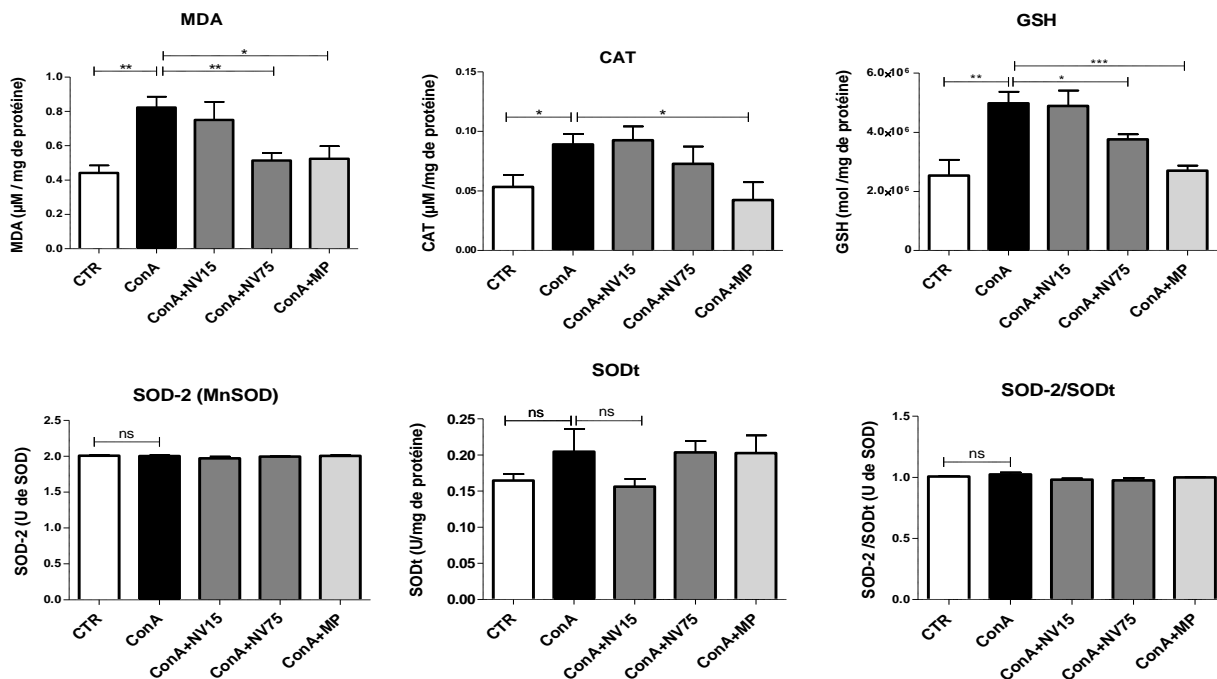 MDA
MDA (µM / mg de protéine)
1.0
0.8
0.6
0.4
0.2
0.0
**
**
*
CTR
ConA
ConA+NV15
ConA+NV75
ConA+MP
CAT
CAT (µM /mg de protéine)
0.15
0.10
0.05
0.00
*
*
CTR
ConA
ConA+NV15
ConA+NV75
ConA+MP
GSH
GSH (mol /mg de protéine)
6.0×10⁶
4.0×10⁶
2.0×10⁶
0
**
*
***
CTR
ConA
ConA+NV15
ConA+NV75
ConA+MP
SOD-2 (MnSOD)
SOD-2 (U de SOD)
2.5
2.0
1.5
1.0
0.5
0.0
ns
CTR
ConA
ConA+NV15
ConA+NV75
ConA+MP
SODt
SODt (U/mg de protéine)
0.25
0.20
0.15
0.10
0.05
0.00
ns
ns
CTR
ConA
ConA+NV15
ConA+NV75
ConA+MP
SOD-2/SODt
SOD-2 /SODt (U de SOD)
1.5
1.0
0.5
0.0
ns
CTR
ConA
ConA+NV15
ConA+NV75
ConA+MP